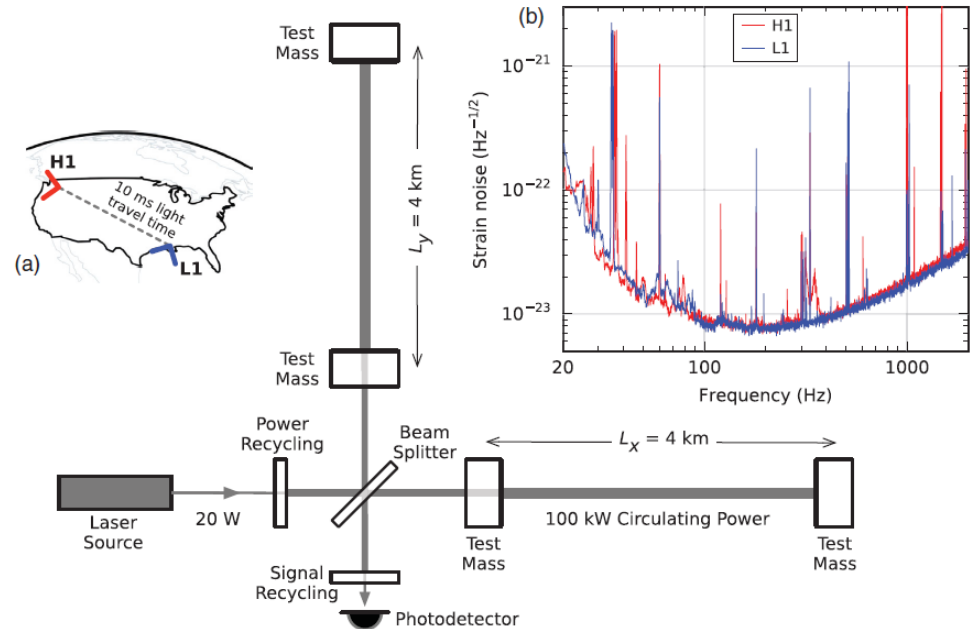 (a)
H1
10 ms light
travel time
L1
Test
Mass
L_y = 4 km
Test
Mass
Power
Recycling
Beam
Splitter
Laser
Source
20 W
L_x = 4 km
100 kW Circulating Power
Test
Mass
Test
Mass
Signal
Recycling
Photodetector
(b)
H1
L1
Strain noise (Hz^{-1/2})
10^{-21}
10^{-22}
10^{-23}
20
100
1000
Frequency (Hz)